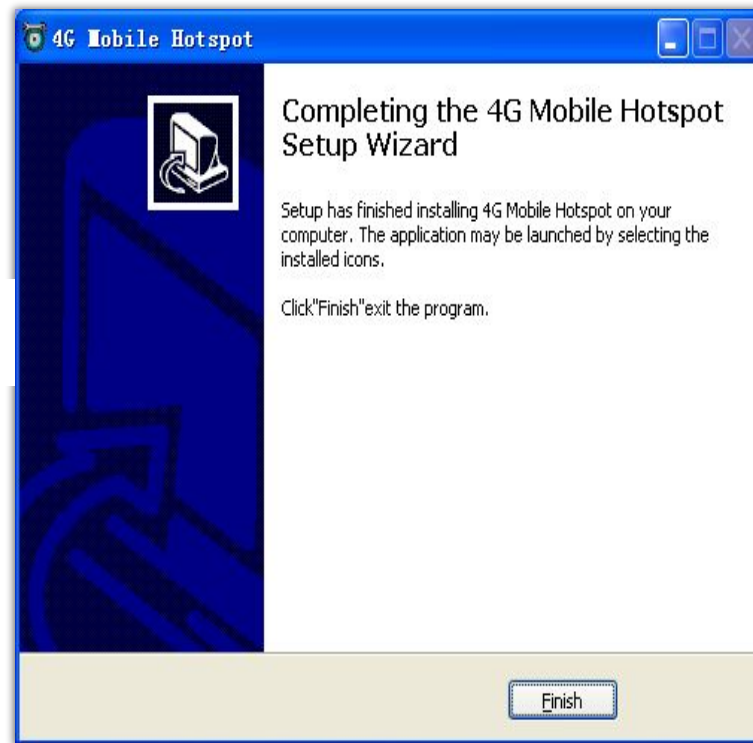 4G Mobile Hotspot
Completing the 4G Mobile Hotspot
Setup Wizard
Setup has finished installing 4G Mobile Hotspot on your
computer. The application may be launched by selecting the
installed icons.
Click"Finish"exit the program.
Finish